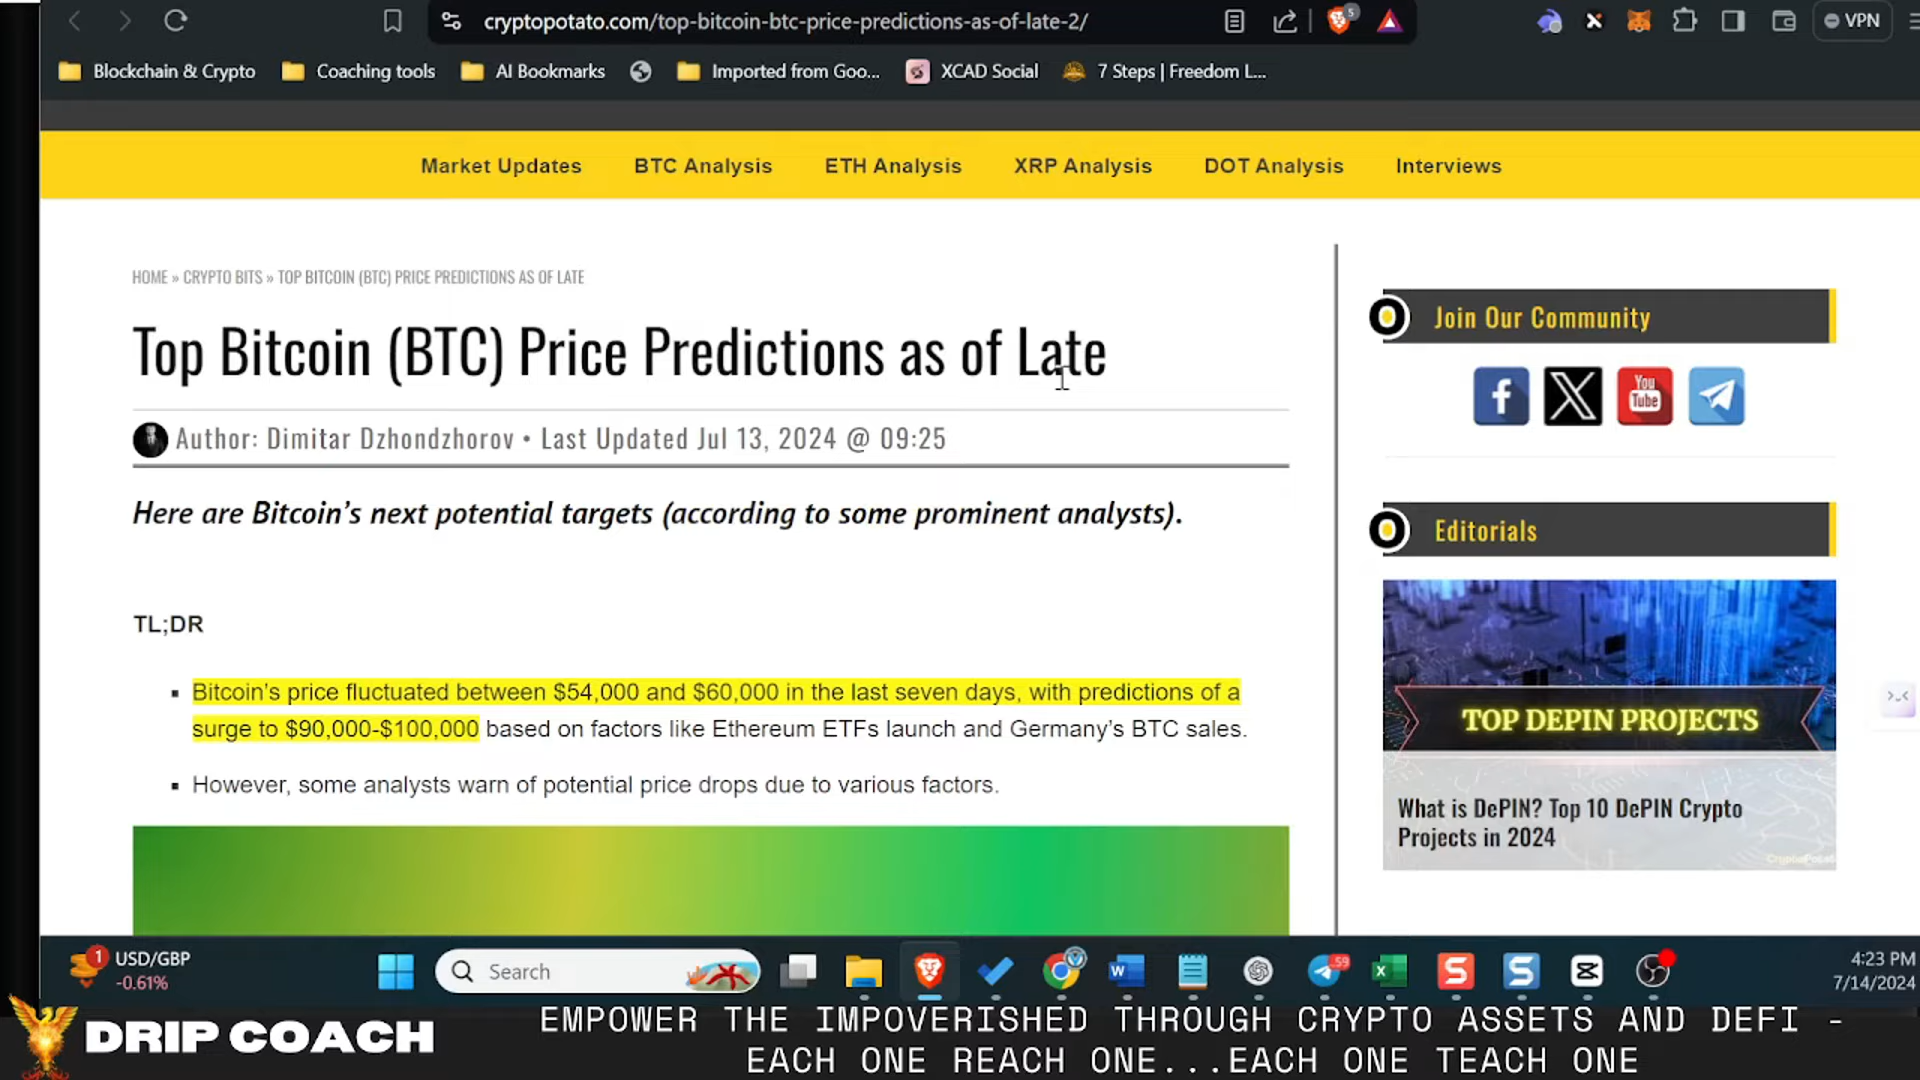 cryptopotato.com/top-bitcoin-btc-price-predictions-as-of-late-2/
5
VPN
Blockchain & Crypto
Coaching tools
AI Bookmarks
Imported from Goo...
XCAD Social
7 Steps | Freedom L...
Market Updates
BTC Analysis
ETH Analysis
XRP Analysis
DOT Analysis
Interviews
HOME » CRYPTO BITS » TOP BITCOIN (BTC) PRICE PREDICTIONS AS OF LATE
Top Bitcoin (BTC) Price Predictions as of Late
Author: Dimitar Dzhondzhorov • Last Updated Jul 13, 2024 @ 09:25
Here are Bitcoin's next potential targets (according to some prominent analysts).
TL;DR
Bitcoin's price fluctuated between $54,000 and $60,000 in the last seven days, with predictions of a
surge to $90,000-$100,000 based on factors like Ethereum ETFs launch and Germany's BTC sales.
However, some analysts warn of potential price drops due to various factors.
Join Our Community
You
Tube
Editorials
TOP DEPIN PROJECTS
What is DePIN? Top 10 DePIN Crypto
Projects in 2024
CryptoPotato
1
USD/GBP
-0.61%
Search
59
4:23 PM
7/14/2024
DRIP COACH
EMPOWER THE IMPOVERISHED THROUGH CRYPTO ASSETS AND DEFI -
EACH ONE REACH ONE...EACH ONE TEACH ONE